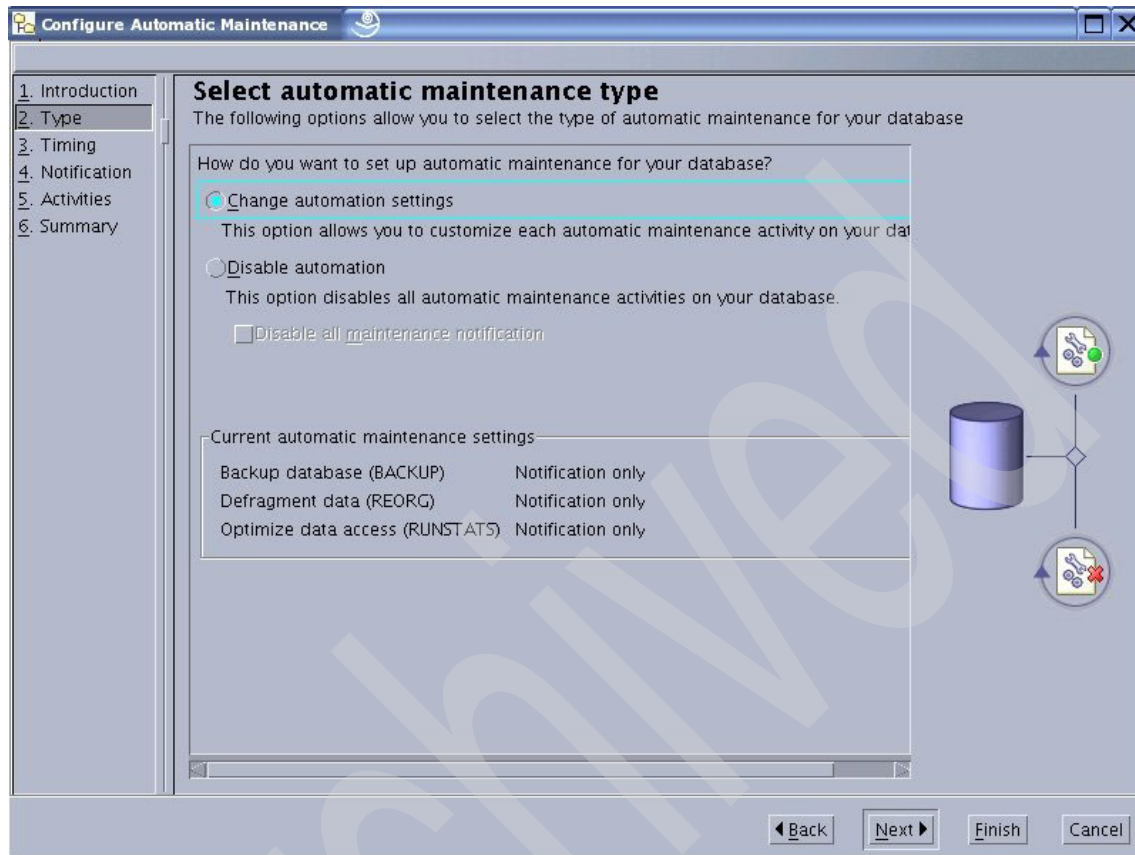 Configure Automatic Maintenance
1. Introduction
2. Type
3. Timing
4. Notification
5. Activities
6. Summary
Select automatic maintenance type
The following options allow you to select the type of automatic maintenance for your database
How do you want to set up automatic maintenance for your database?
Change automation settings
This option allows you to customize each automatic maintenance activity on your dat
Disable automation
This option disables all automatic maintenance activities on your database.
Disable all maintenance notification
Current automatic maintenance settings
Backup database (BACKUP) Notification only
Defragment data (REORG) Notification only
Optimize data access (RUNSTATS) Notification only
Back Next Finish Cancel